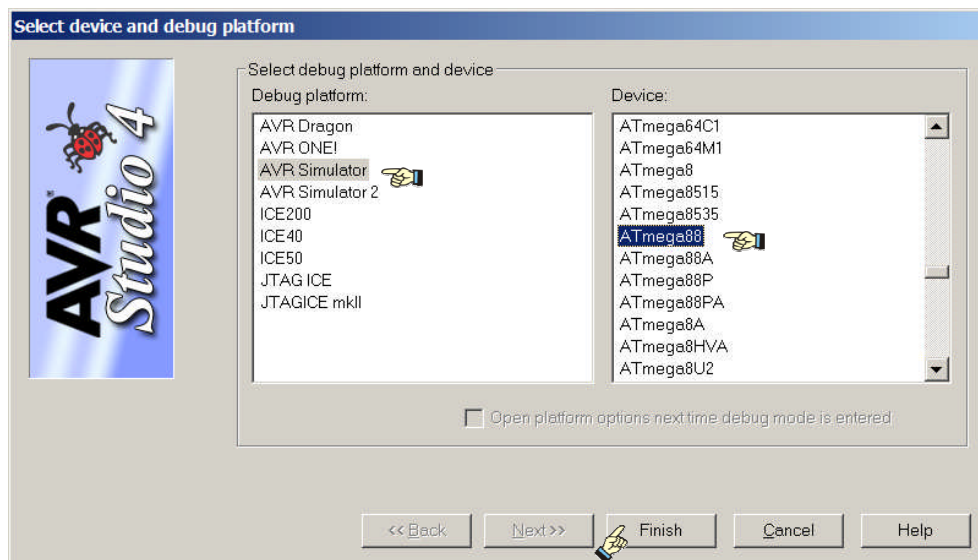 Select device and debug platform
AVR®
Studio 4
Select debug platform and device
Debug platform:
AVR Dragon
AVR ONE!
AVR Simulator
AVR Simulator 2
ICE200
ICE40
ICE50
JTAG ICE
JTAGICE mkII
Device:
ATmega64C1
ATmega64M1
ATmega8
ATmega8515
ATmega8535
ATmega88
ATmega88A
ATmega88P
ATmega88PA
ATmega8A
ATmega8HVA
ATmega8U2
Open platform options next time debug mode is entered
<< Back Next >> Finish Cancel Help